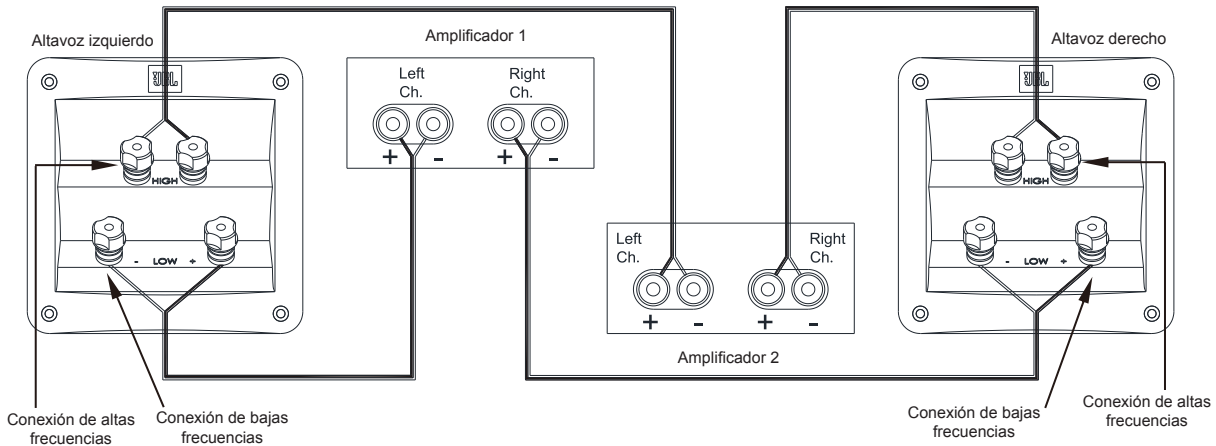 Altavoz izquierdo
Amplificador 1
Altavoz derecho
JBL
Left
Ch.
Right
Ch.
+ - + -
HIGH
- LOW +
JBL
HIGH
- LOW +
Left
Ch.
Right
Ch.
+ - + -
Amplificador 2
Conexión de altas
frecuencias
Conexión de bajas
frecuencias
Conexión de bajas
frecuencias
Conexión de altas
frecuencias